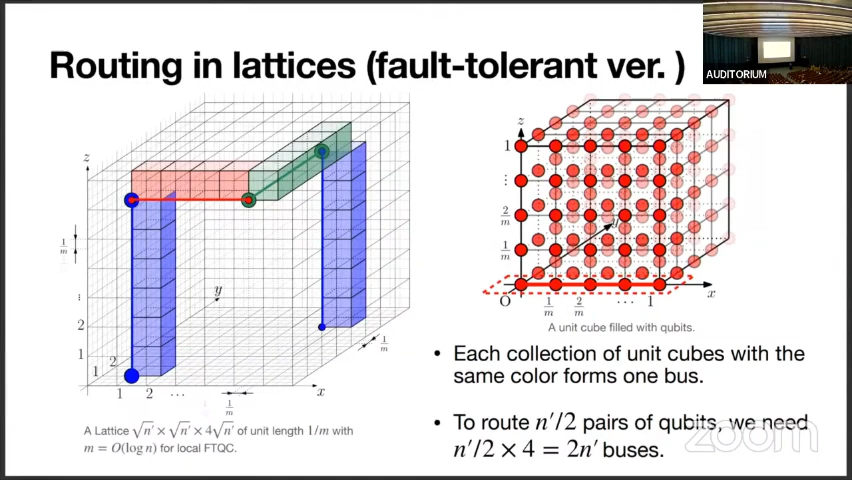 Routing in lattices (fault-tolerant ver. )
AUDITORIUM
z
1/m
⋮
2
1
y
1 2
1 2 ⋯
1/m
x
1/m
A Lattice √n′ × √n′ × 4√n′ of unit length 1/m with
m = O(log n) for local FTQC.
z
1
⋮
2/m
1/m
y
O
1/m 2/m ⋯ 1
x
A unit cube filled with qubits.
• Each collection of unit cubes with the
same color forms one bus.
• To route n′/2 pairs of qubits, we need
n′/2 × 4 = 2n′ buses.
zoom